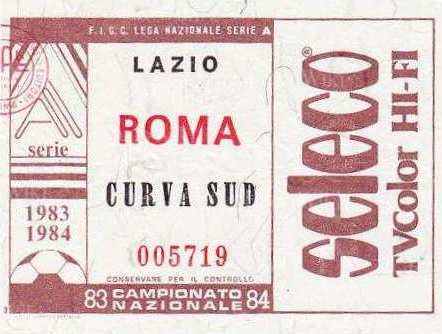 F.I.G.C. LEGA NAZIONALE SERIE A
LAZIO
ROMA
CURVA SUD
005719
CONSERVARE PER IL CONTROLLO
83 CAMPIONATO NAZIONALE 84
A
serie
1983
1984
seleco®
TVColor HI-FI